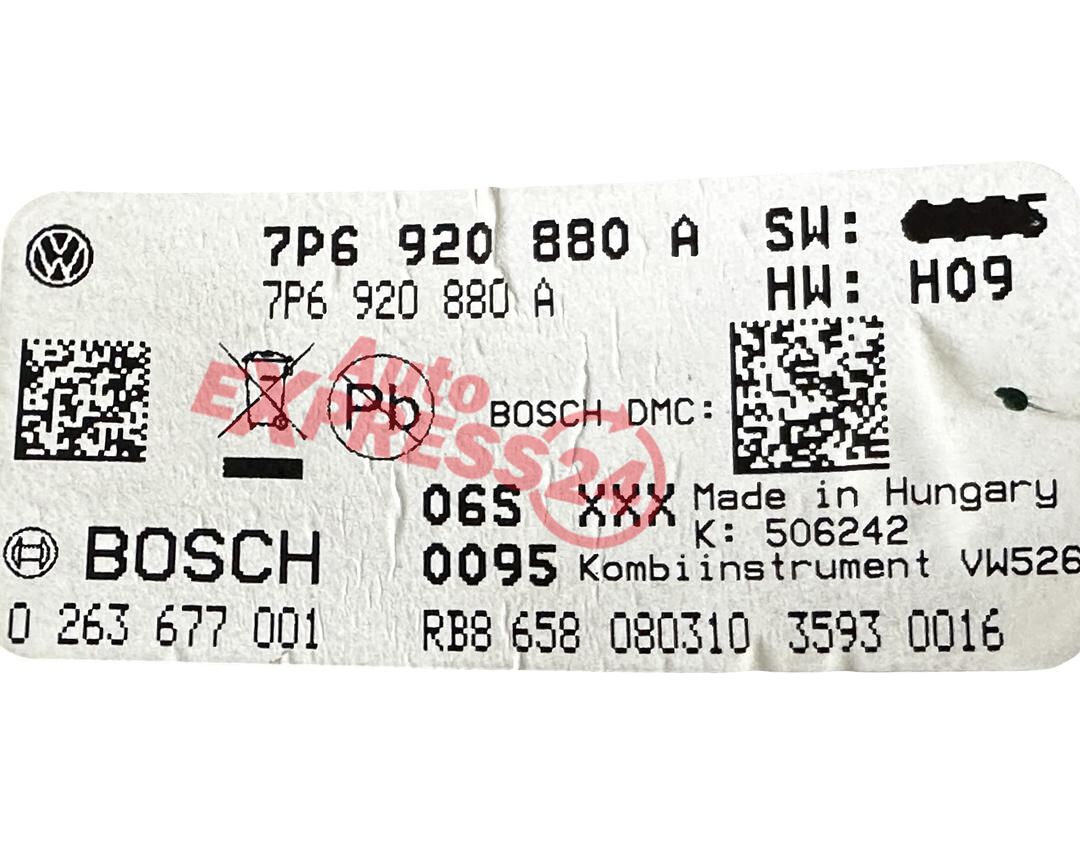 7P6 920 880 A
7P6 920 880 A
SW: 5
HW: H09
Pb
BOSCH DMC:
Auto
EXPRESS24
06S XXX
0095
Made in Hungary
K: 506242
Kombiinstrument VW526
BOSCH
0 263 677 001
RB8 658 080310 3593 0016